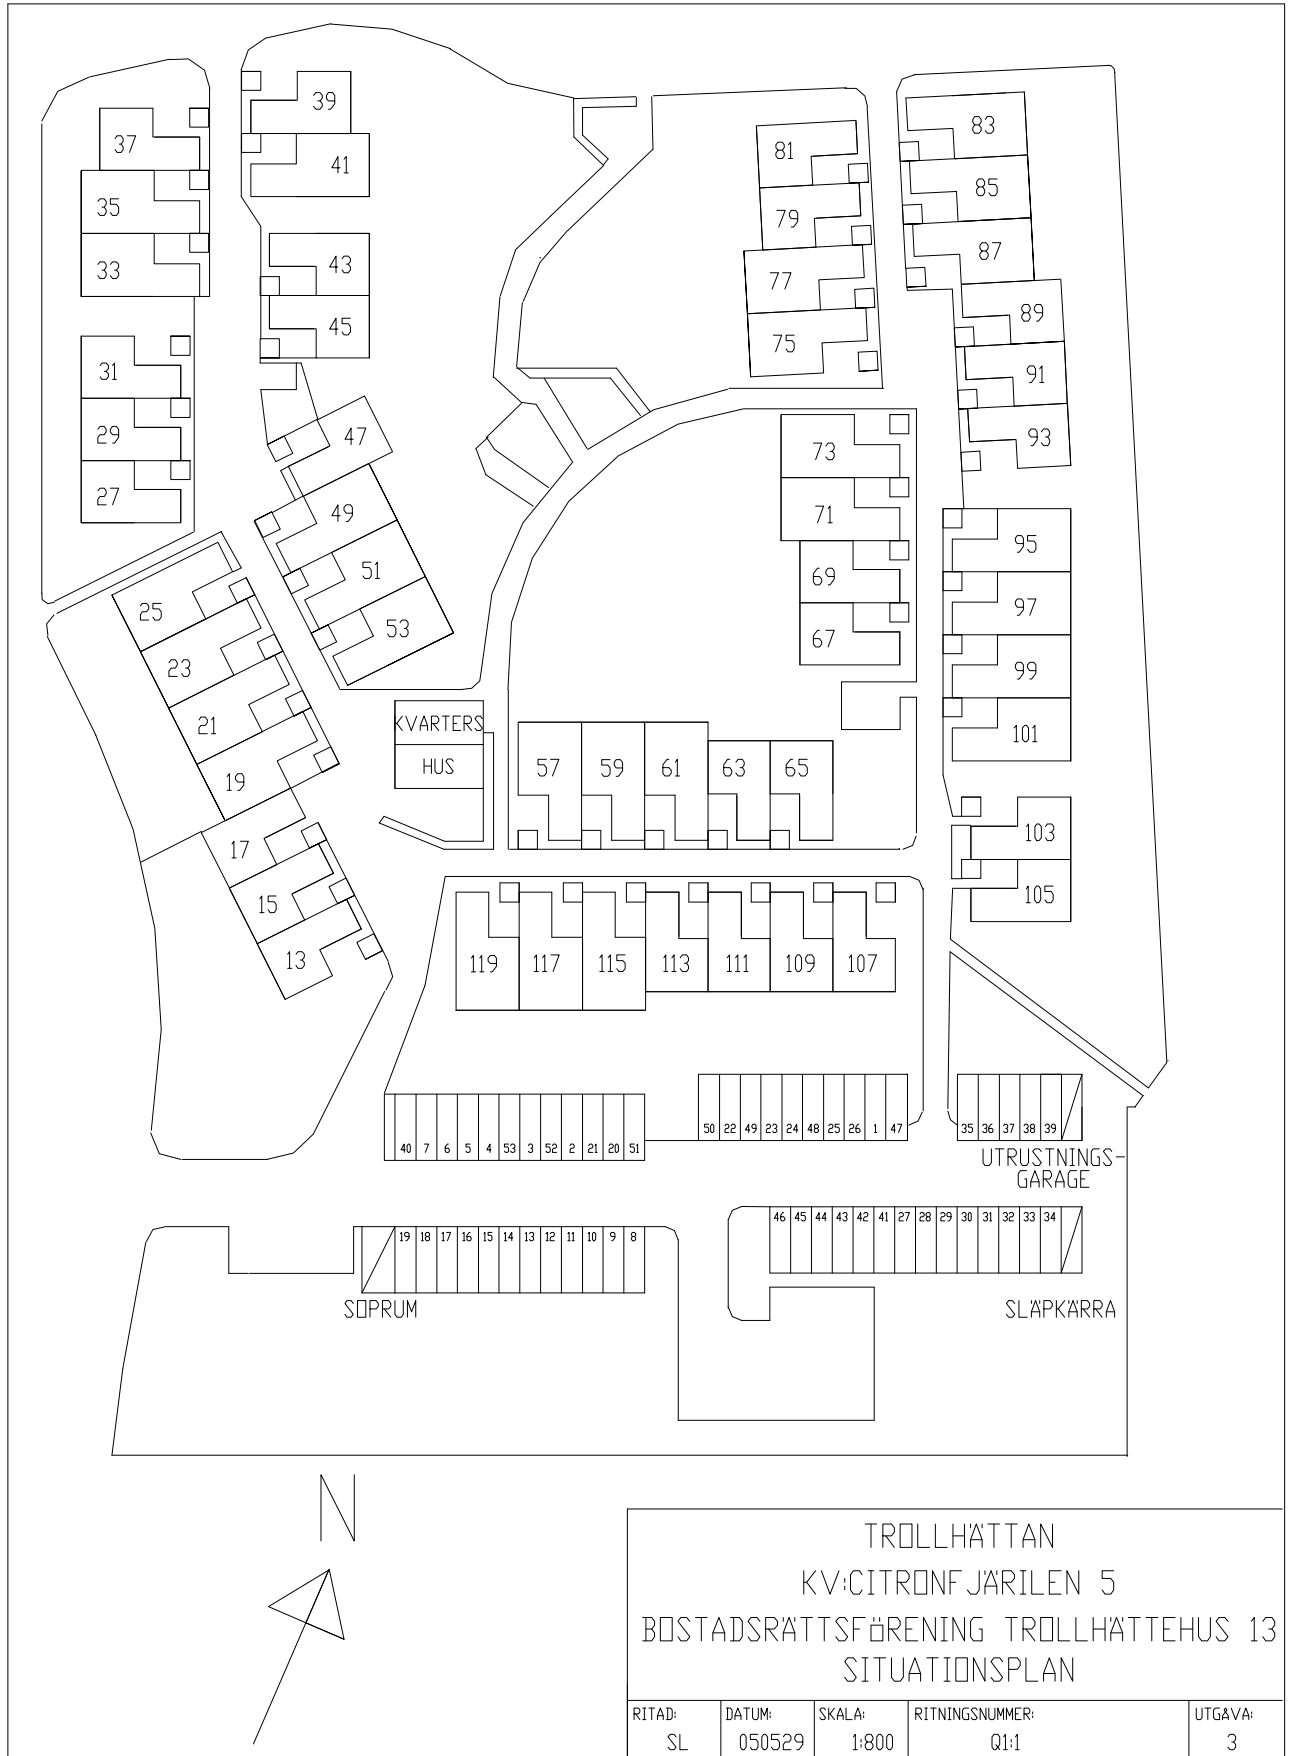 39
83
37
81
41
85
35
79
87
33
43
77
89
45
75
31
91
29
47
73
93
27
49
71
95
51
69
97
25
53
67
23
99
21
KVARTERS
101
19
HUS
57 59 61 63 65
17
103
15
105
13
119 117 115 113 111 109 107
50 22 49 23 24 48 25 26 1 47
35 36 37 38 39
40 7 6 5 4 53 3 52 2 21 20 51
UTRUSTNINGS-
GARAGE
46 45 44 43 42 41 27 28 29 30 31 32 33 34
19 18 17 16 15 14 13 12 11 10 9 8
SOPRUM
SLÄPKÄRRA
N
TROLLHÄTTAN
KV:CITRONFJÄRILEN 5
BOSTADSRÄTTSFöRENING TROLLHÄTTEHUS 13
SITUATIONSPLAN
RITAD: DATUM: SKALA: RITNINGSNUMMER: UTGÅVA:
SL 050529 1:800 Q1:1 3